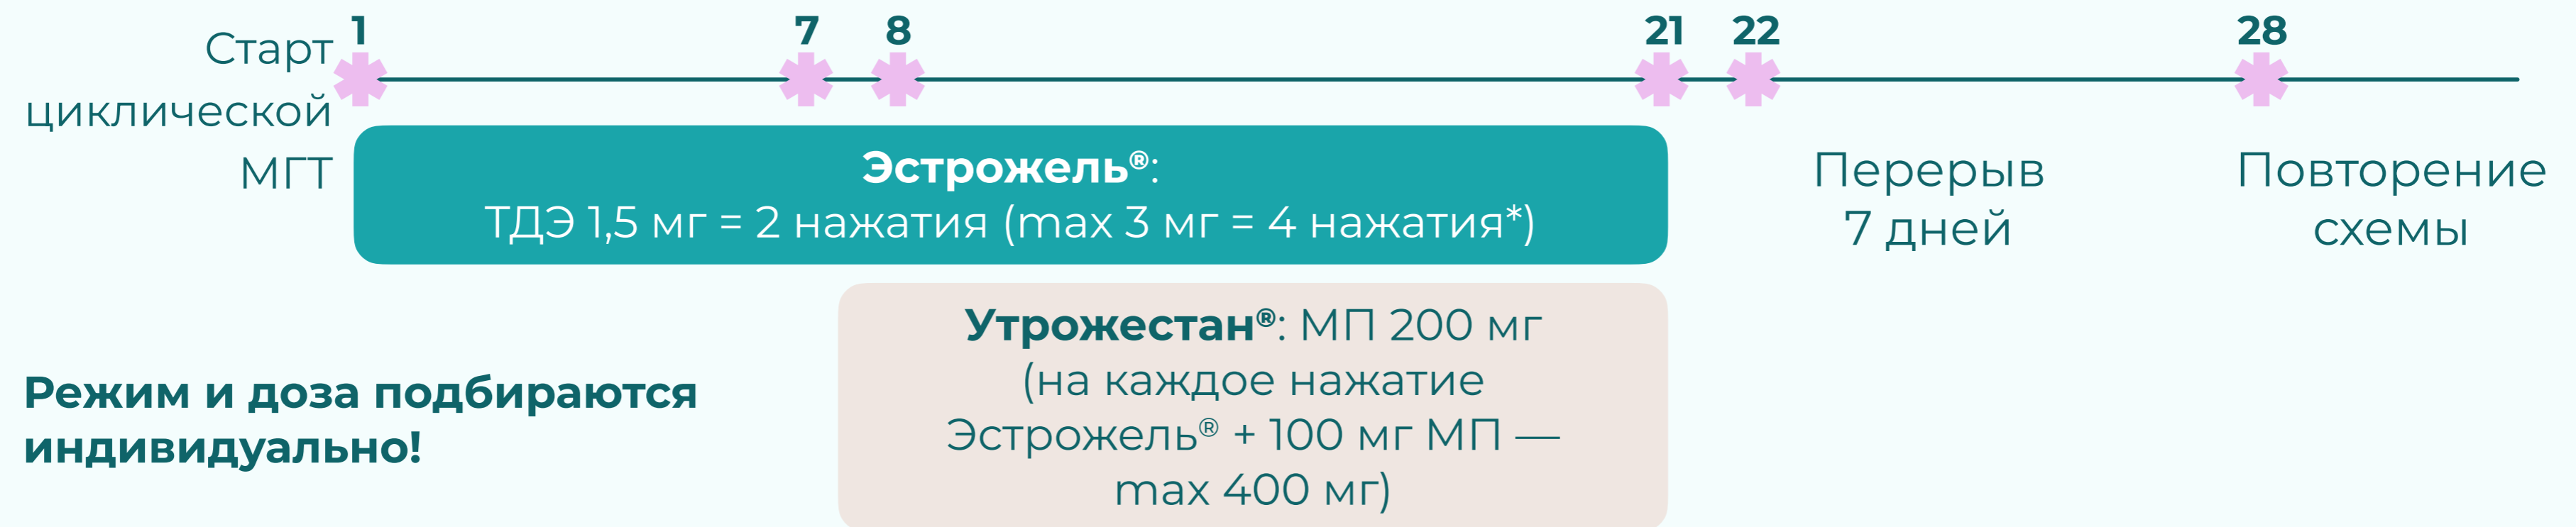 1 7 8 21 22 28
Старт
циклической
МГТ
Эстрожель®:
ТДЭ 1,5 мг = 2 нажатия (max 3 мг = 4 нажатия*)
Перерыв
7 дней
Повторение
схемы
Утрожестан®: МП 200 мг
(на каждое нажатие
Эстрожель® + 100 мг МП —
max 400 мг)
Режим и доза подбираются
индивидуально!